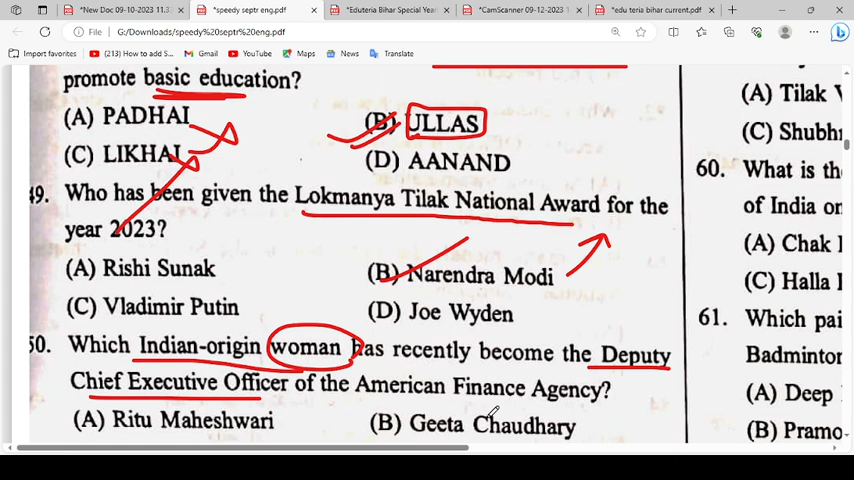 *New Doc 09-10-2023 11.3
*speedy septr eng.pdf
*Eduteria Bihar Special Year
*CamScanner 09-12-2023 1
*edu teria bihar current.pdf
File G:/Downloads/speedy%20septr%20eng.pdf
Import favorites
(213) How to add S...
Gmail
YouTube
Maps
News
Translate
promote basic education?
(A) PADHAI (B) ULLAS
(C) LIKHAI (D) AANAND
49. Who has been given the Lokmanya Tilak National Award for the
year 2023?
(A) Rishi Sunak (B) Narendra Modi
(C) Vladimir Putin (D) Joe Wyden
50. Which Indian-origin woman has recently become the Deputy
Chief Executive Officer of the American Finance Agency?
(A) Ritu Maheshwari (B) Geeta Chaudhary
(A) Tilak
(C) Shubh
60. What is th
of India on
(A) Chak
(C) Halla
61. Which pai
Badminton
(A) Deep
(B) Pramo